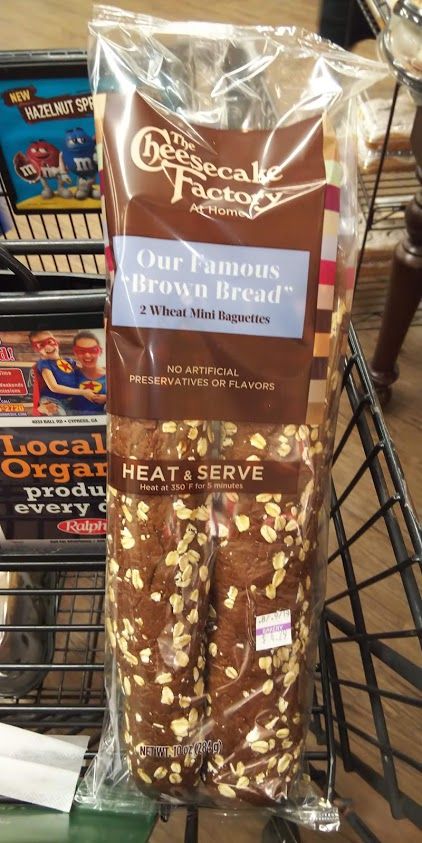 The
Cheesecake
Factory
At Home
Our Famous
"Brown Bread"
2 Wheat Mini Baguettes
NO ARTIFICIAL
PRESERVATIVES OR FLAVORS
HEAT & SERVE
Heat at 350 F for 5 minutes
NET WT. 10 oz (284g)
BAKERY
NEW
HAZELNUT SPR
m
Local
Organ
produ
every d
Ralph